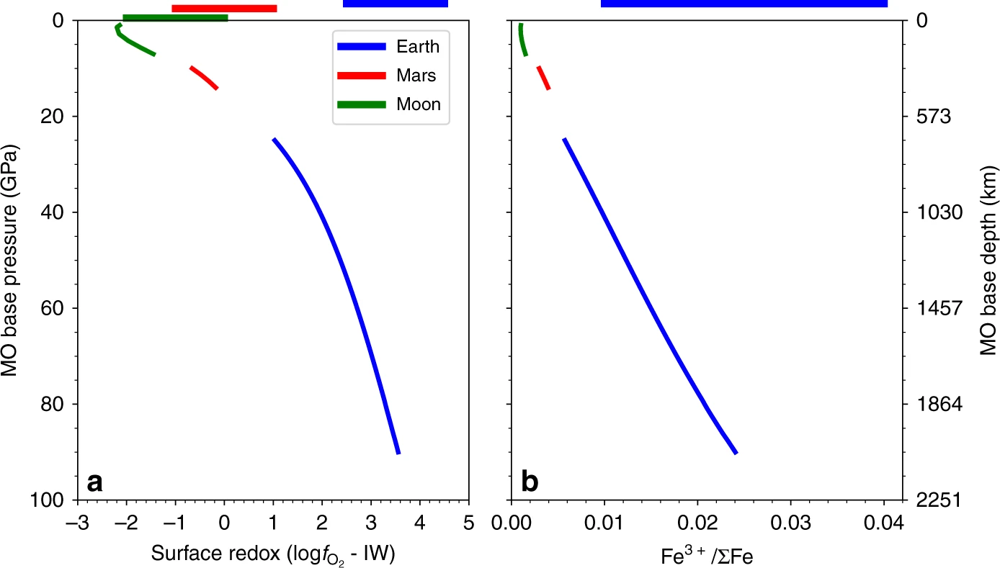 Earth
Mars
Moon
MO base pressure (GPa)
0
20
40
60
80
100
a
–3 –2 –1 0 1 2 3 4 5
Surface redox (logfO2 - IW)
b
0.00 0.01 0.02 0.03 0.04
Fe3 + /ΣFe
0
573
1030
1457
1864
2251
MO base depth (km)